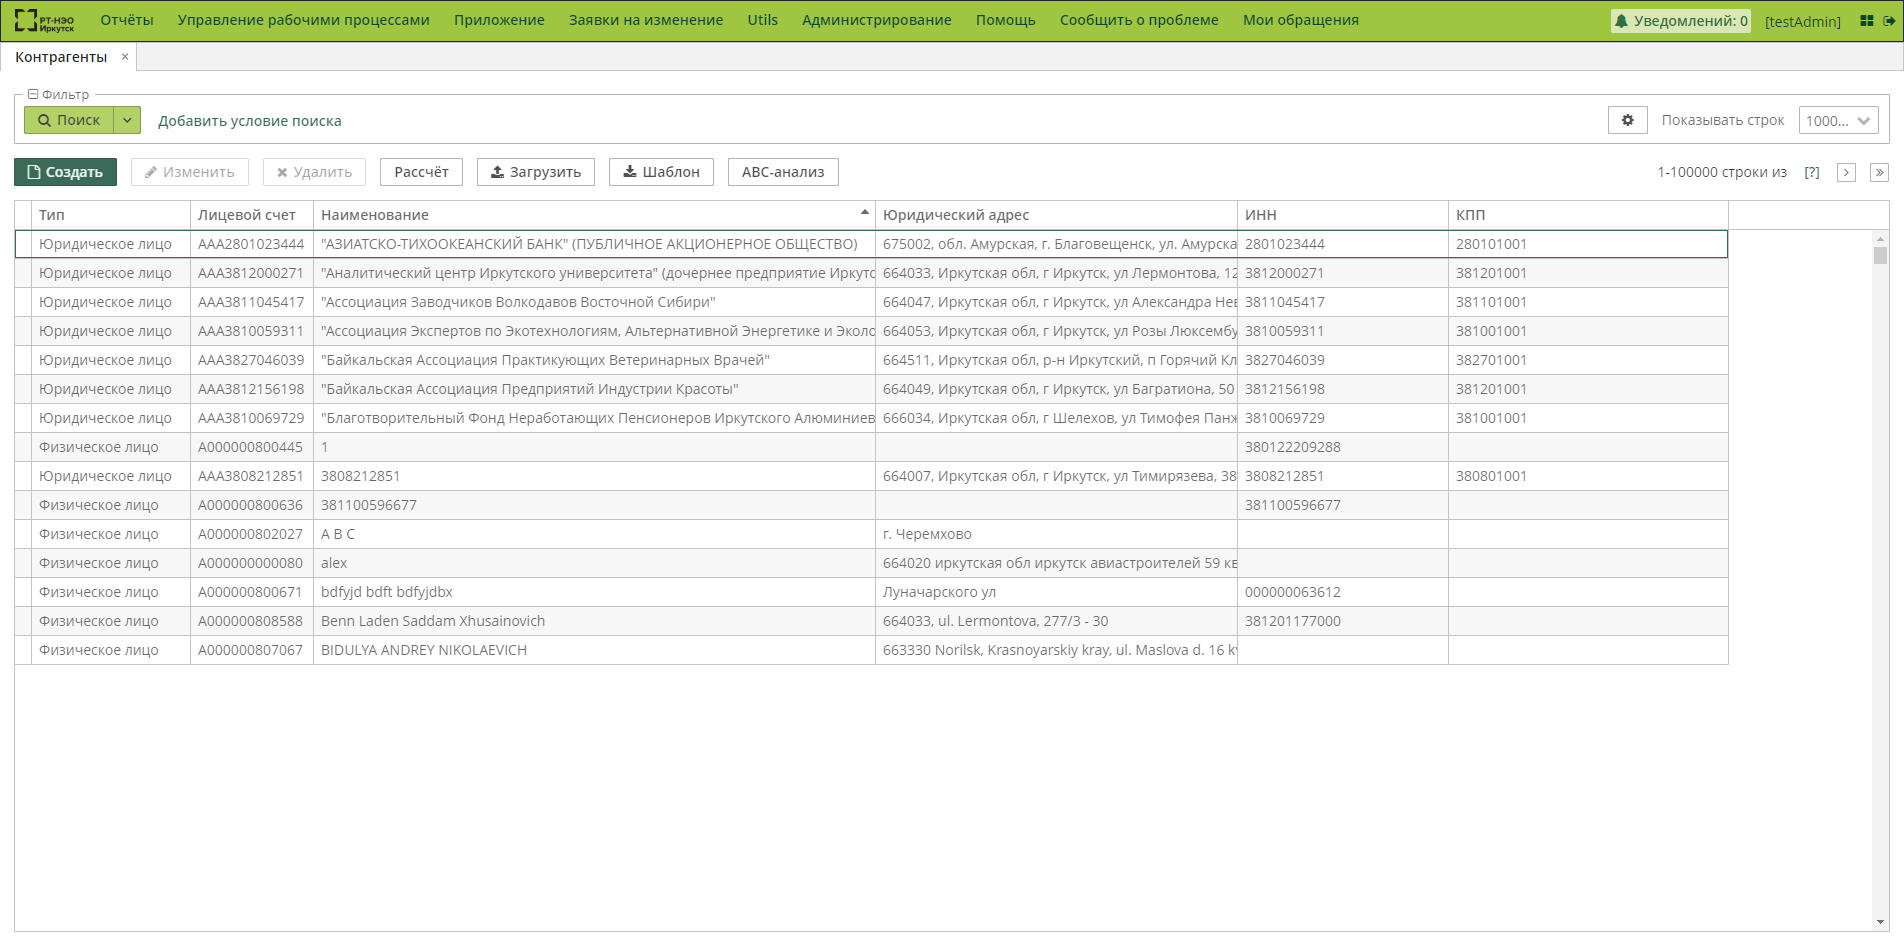 РТ-НЭО
Иркутск
Отчёты Управление рабочими процессами Приложение Заявки на изменение Utils Администрирование Помощь Сообщить о проблеме Мои обращения Уведомлений: 0 [testAdmin]
Контрагенты ×
Фильтр
Поиск Добавить условие поиска Показывать строк 1000...
Создать Изменить Удалить Рассчёт Загрузить Шаблон ABC-анализ 1-100000 строки из [?]
Тип Лицевой счет Наименование Юридический адрес ИНН КПП
Юридическое лицо AAA2801023444 "АЗИАТСКО-ТИХООКЕАНСКИЙ БАНК" (ПУБЛИЧНОЕ АКЦИОНЕРНОЕ ОБЩЕСТВО) 675002, обл. Амурская, г. Благовещенск, ул. Амурска 2801023444 280101001
Юридическое лицо AAA3812000271 "Аналитический центр Иркутского университета" (дочернее предприятие Иркутс 664033, Иркутская обл, г Иркутск, ул Лермонтова, 12 3812000271 381201001
Юридическое лицо AAA3811045417 "Ассоциация Заводчиков Волкодавов Восточной Сибири" 664047, Иркутская обл, г Иркутск, ул Александра Нев 3811045417 381101001
Юридическое лицо AAA3810059311 "Ассоциация Экспертов по Экотехнологиям, Альтернативной Энергетике и Эколо 664053, Иркутская обл, г Иркутск, ул Розы Люксембу 3810059311 381001001
Юридическое лицо AAA3827046039 "Байкальская Ассоциация Практикующих Ветеринарных Врачей" 664511, Иркутская обл, р-н Иркутский, п Горячий Кл 3827046039 382701001
Юридическое лицо AAA3812156198 "Байкальская Ассоциация Предприятий Индустрии Красоты" 664049, Иркутская обл, г Иркутск, ул Багратиона, 50 3812156198 381201001
Юридическое лицо AAA3810069729 "Благотворительный Фонд Неработающих Пенсионеров Иркутского Алюминиев 666034, Иркутская обл, г Шелехов, ул Тимофея Панж 3810069729 381001001
Физическое лицо A000000800445 1 380122209288
Юридическое лицо AAA3808212851 3808212851 664007, Иркутская обл, г Иркутск, ул Тимирязева, 38 3808212851 380801001
Физическое лицо A000000800636 381100596677 381100596677
Физическое лицо A000000802027 A B C г. Черемхово
Физическое лицо A000000000080 alex 664020 иркутская обл иркутск авиастроителей 59 кв
Физическое лицо A000000800671 bdfyjd bdft bdfyjdbx Луначарского ул 000000063612
Физическое лицо A000000808588 Benn Laden Saddam Xhusainovich 664033, ul. Lermontova, 277/3 - 30 381201177000
Физическое лицо A000000807067 BIDULYA ANDREY NIKOLAEVICH 663330 Norilsk, Krasnoyarskiy kray, ul. Maslova d. 16 kv